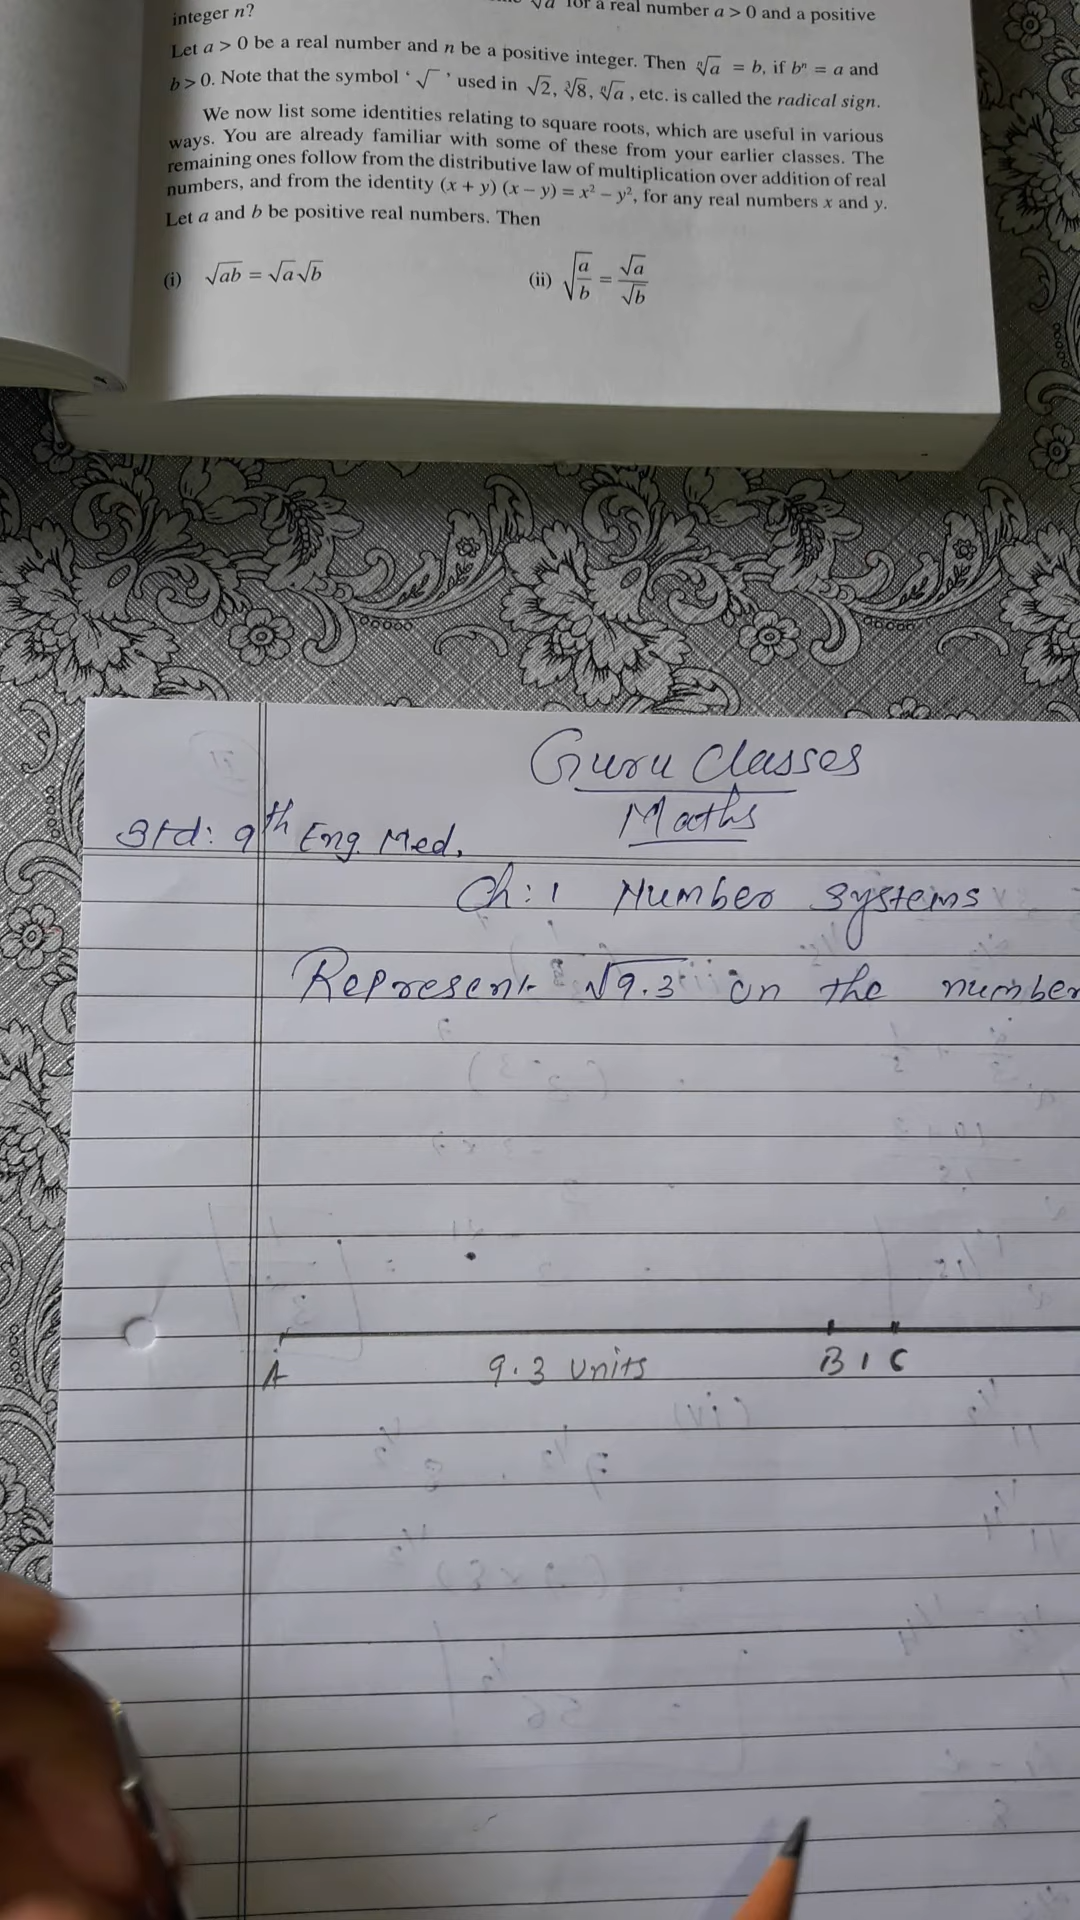 √a for a real number a > 0 and a positive
integer n?
Let a > 0 be a real number and n be a positive integer. Then ⁿ√a = b, if bⁿ = a and
b > 0. Note that the symbol ‘√ ’ used in √2, ³√8, ⁿ√a, etc. is called the radical sign.
We now list some identities relating to square roots, which are useful in various
ways. You are already familiar with some of these from your earlier classes. The
remaining ones follow from the distributive law of multiplication over addition of real
numbers, and from the identity (x + y) (x – y) = x² – y², for any real numbers x and y.
Let a and b be positive real numbers. Then
(i) √ab = √a√b (ii) √(a/b) = √a/√b
Guru Classes
Maths
Std: 9th Eng Med.
Ch: 1 Number Systems
Represent √9.3 on the number
A 9.3 units B 1 C